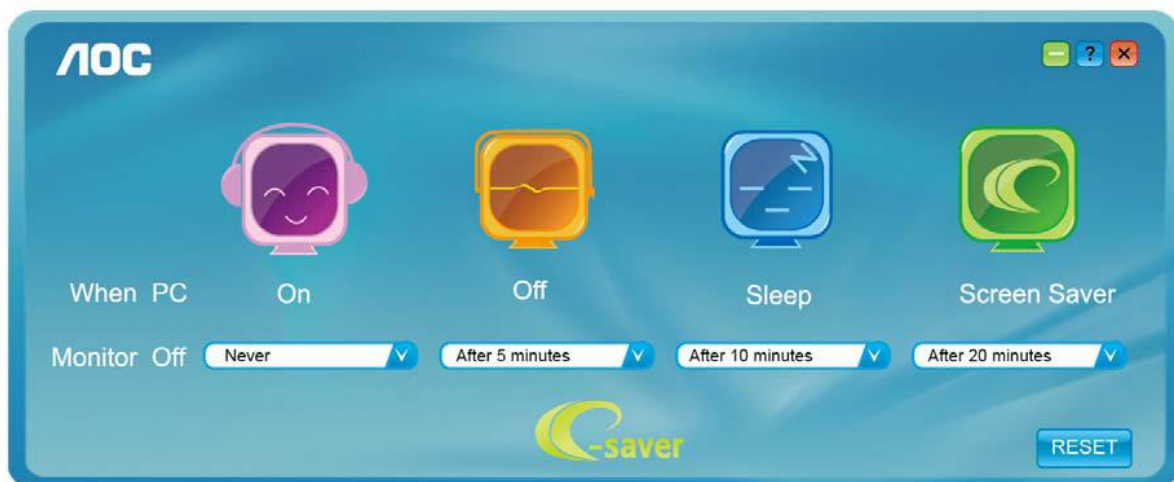 AOC
?
When PC On Off Sleep Screen Saver
Monitor Off Never After 5 minutes After 10 minutes After 20 minutes
e-saver
RESET